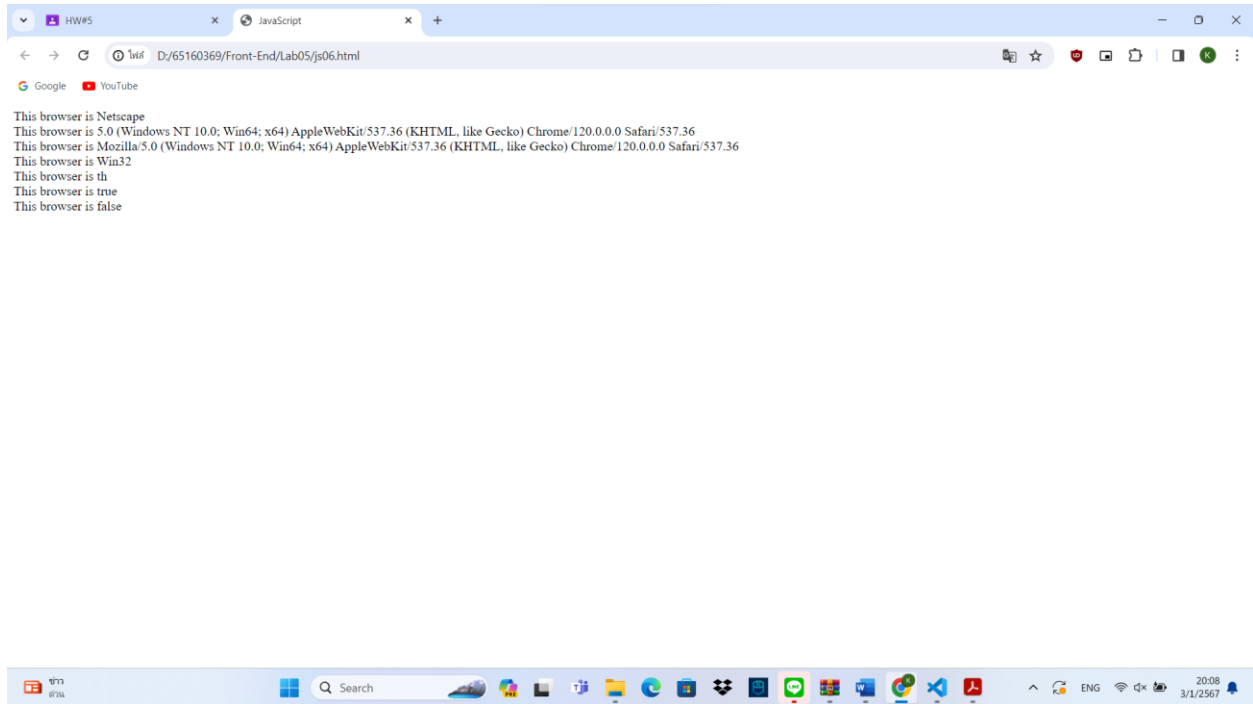 HW#5
JavaScript
ไฟล์ D:/65160369/Front-End/Lab05/js06.html
K
Google YouTube
This browser is Netscape
This browser is 5.0 (Windows NT 10.0; Win64; x64) AppleWebKit/537.36 (KHTML, like Gecko) Chrome/120.0.0.0 Safari/537.36
This browser is Mozilla/5.0 (Windows NT 10.0; Win64; x64) AppleWebKit/537.36 (KHTML, like Gecko) Chrome/120.0.0.0 Safari/537.36
This browser is Win32
This browser is th
This browser is true
This browser is false
ข่าว
ด่วน
Search
PRE
ENG
20:08
3/1/2567